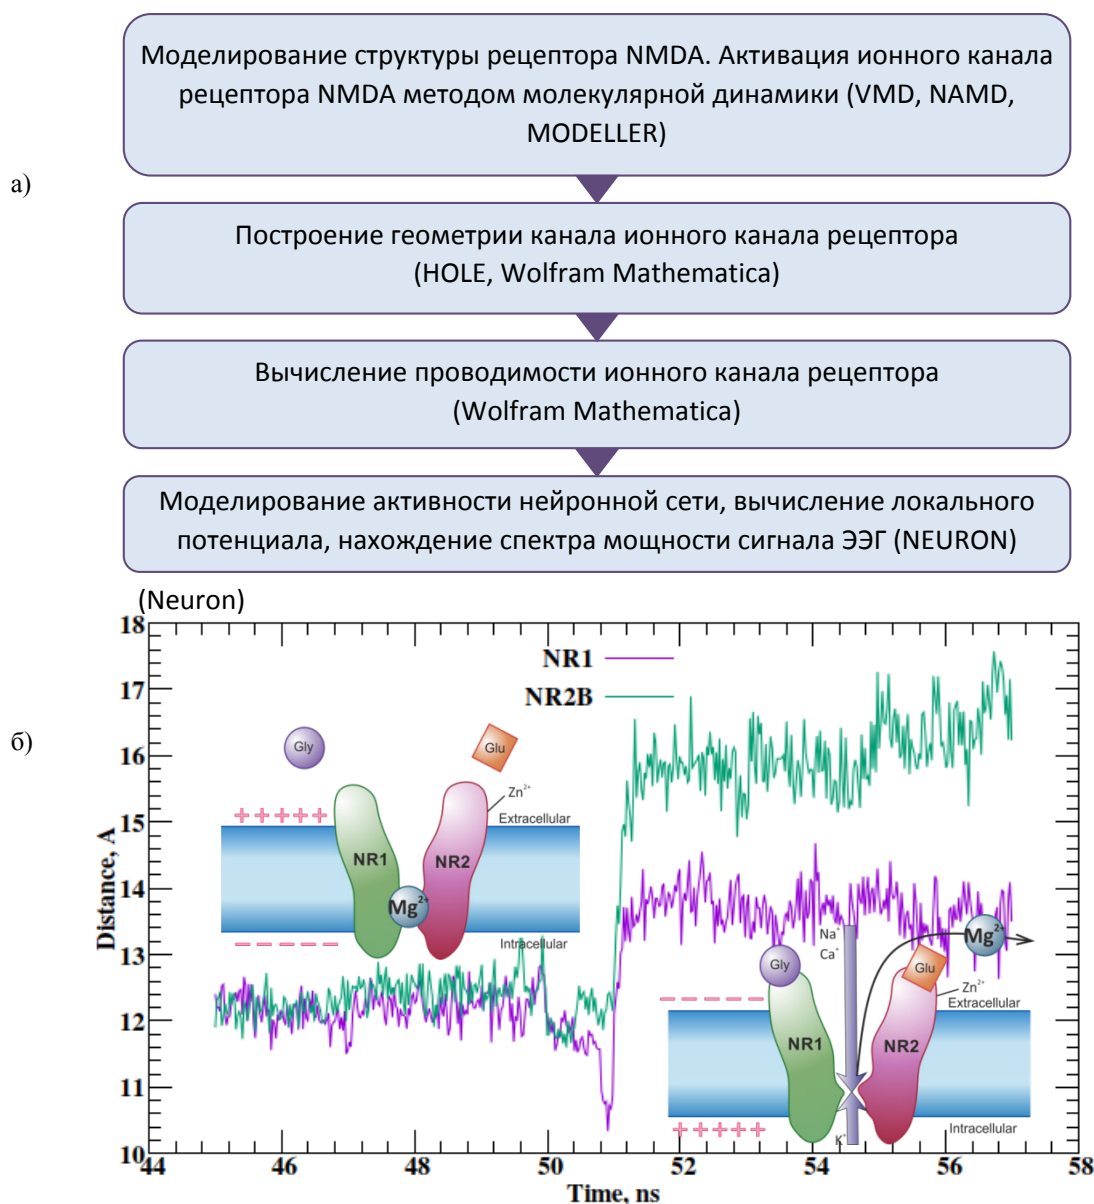 Моделирование структуры рецептора NMDA. Активация ионного канала
рецептора NMDA методом молекулярной динамики (VMD, NAMD,
MODELLER)
а)
Построение геометрии канала ионного канала рецептора
(HOLE, Wolfram Mathematica)
Вычисление проводимости ионного канала рецептора
(Wolfram Mathematica)
Моделирование активности нейронной сети, вычисление локального
потенциала, нахождение спектра мощности сигнала ЭЭГ (NEURON)
(Neuron)
б)
18
17
16
15
14
13
12
11
10
Distance, A
NR1
NR2B
Gly
Glu
Zn2+
+ + + + +
Extracellular
NR1
NR2
Mg2+
– – – – –
Intracellular
Na+
Ca+
Mg2+
Gly
Glu
Zn2+
– – – – –
Extracellular
NR1
NR2
+ + + + +
Intracellular
K+
44 46 48 50 52 54 56 58
Time, ns